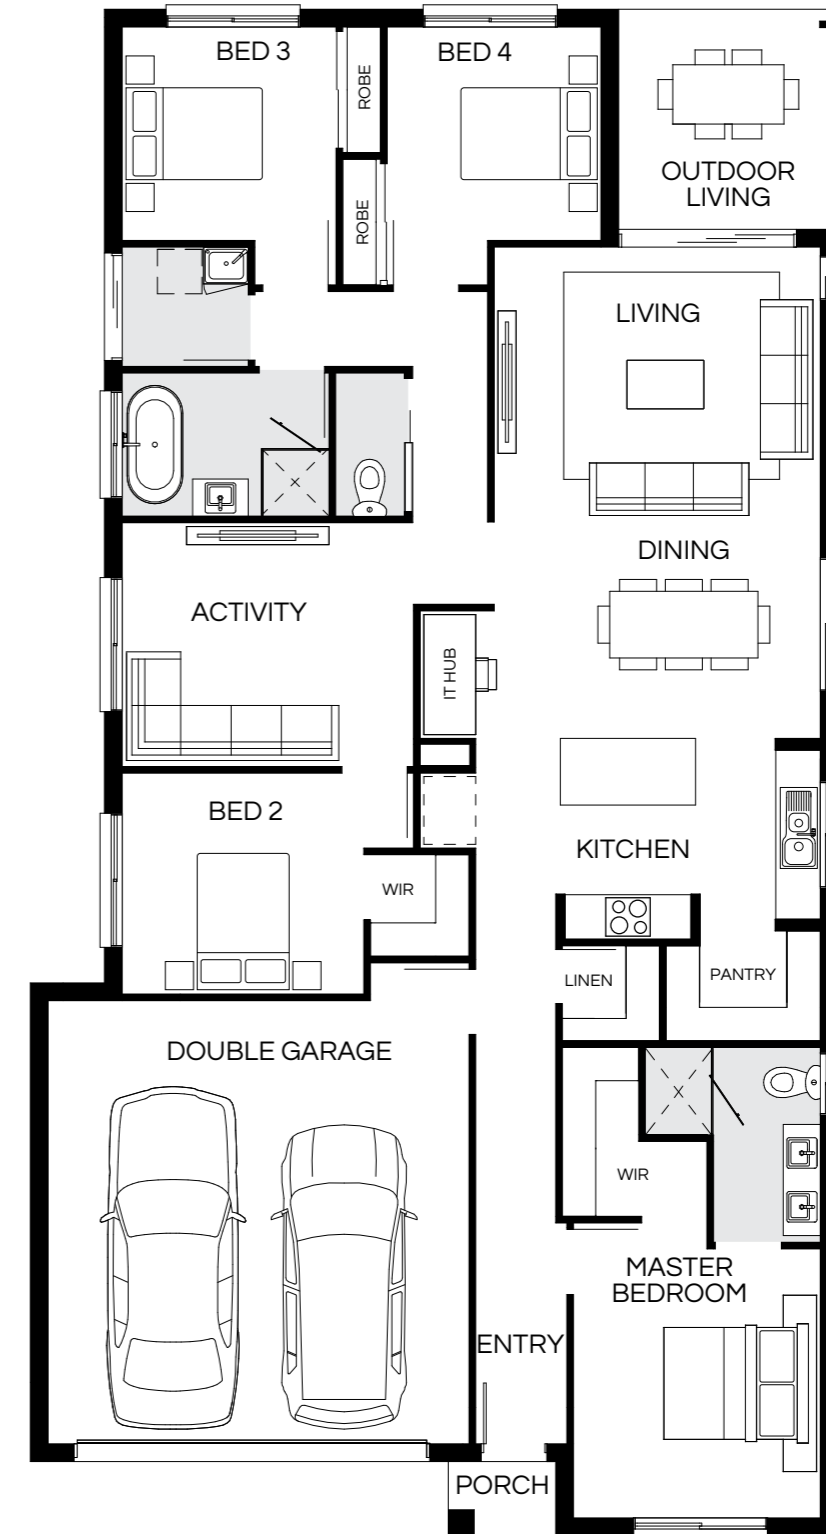 BED 3
ROBE
BED 4
OUTDOOR
LIVING
ROBE
LIVING
DINING
ACTIVITY
IT HUB
BED 2
KITCHEN
WIR
LINEN
PANTRY
DOUBLE GARAGE
WIR
MASTER
BEDROOM
ENTRY
PORCH